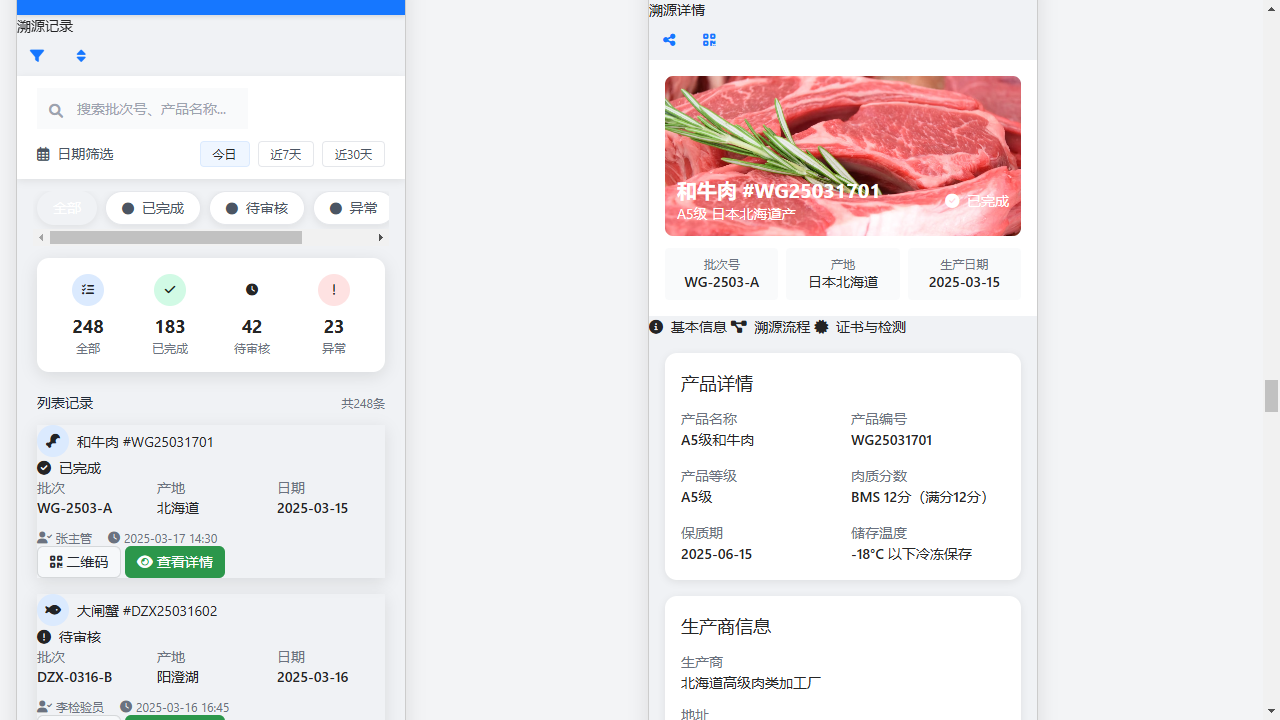 溯源记录
搜索批次号、产品名称...
日期筛选 今日 近7天 近30天
全部 已完成 待审核 异常
248 183 42 23
全部 已完成 待审核 异常
列表记录 共248条
和牛肉 #WG25031701
已完成
批次 产地 日期
WG-2503-A 北海道 2025-03-15
张主管 2025-03-17 14:30
二维码 查看详情
大闸蟹 #DZX25031602
待审核
批次 产地 日期
DZX-0316-B 阳澄湖 2025-03-16
李检验员 2025-03-16 16:45
溯源详情
和牛肉 #WG25031701
A5级 日本北海道产
已完成
批次号 产地 生产日期
WG-2503-A 日本北海道 2025-03-15
基本信息 溯源流程 证书与检测
产品详情
产品名称 产品编号
A5级和牛肉 WG25031701
产品等级 肉质分数
A5级 BMS 12分（满分12分）
保质期 储存温度
2025-06-15 -18°C 以下冷冻保存
生产商信息
生产商
北海道高级肉类加工厂
地址